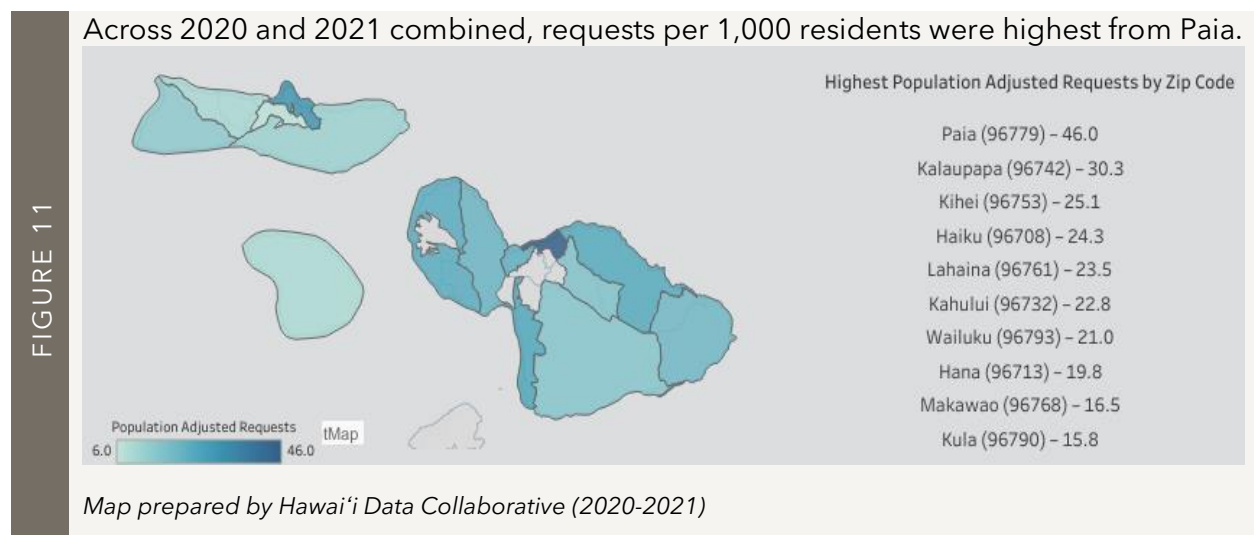 Across 2020 and 2021 combined, requests per 1,000 residents were highest from Paia.
FIGURE 11
Highest Population Adjusted Requests by Zip Code
Paia (96779) – 46.0
Kalaupapa (96742) – 30.3
Kihei (96753) – 25.1
Haiku (96708) – 24.3
Lahaina (96761) – 23.5
Kahului (96732) – 22.8
Wailuku (96793) – 21.0
Hana (96713) – 19.8
Makawao (96768) – 16.5
Kula (96790) – 15.8
Population Adjusted Requests
6.0 46.0
tMap
Map prepared by Hawaiʻi Data Collaborative (2020-2021)